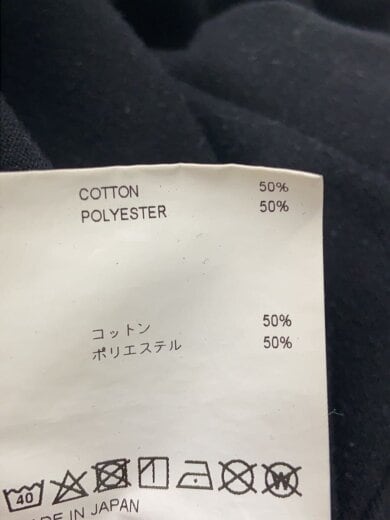 COTTON 50%
POLYESTER 50%
コットン 50%
ポリエステル 50%
40
W
DE IN JAPAN